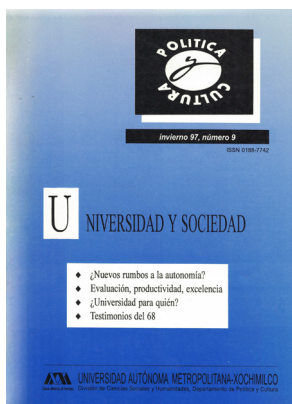 POLITICA
y
CULTURA
invierno 97, número 9
ISSN 0188-7742
UNIVERSIDAD Y SOCIEDAD
¿Nuevos rumbos a la autonomía?
Evaluación, productividad, excelencia
¿Universidad para quién?
Testimonios del 68
UNIVERSIDAD AUTÓNOMA METROPOLITANA-XOCHIMILCO
División de Ciencias Sociales y Humanidades, Departamento de Política y Cultura